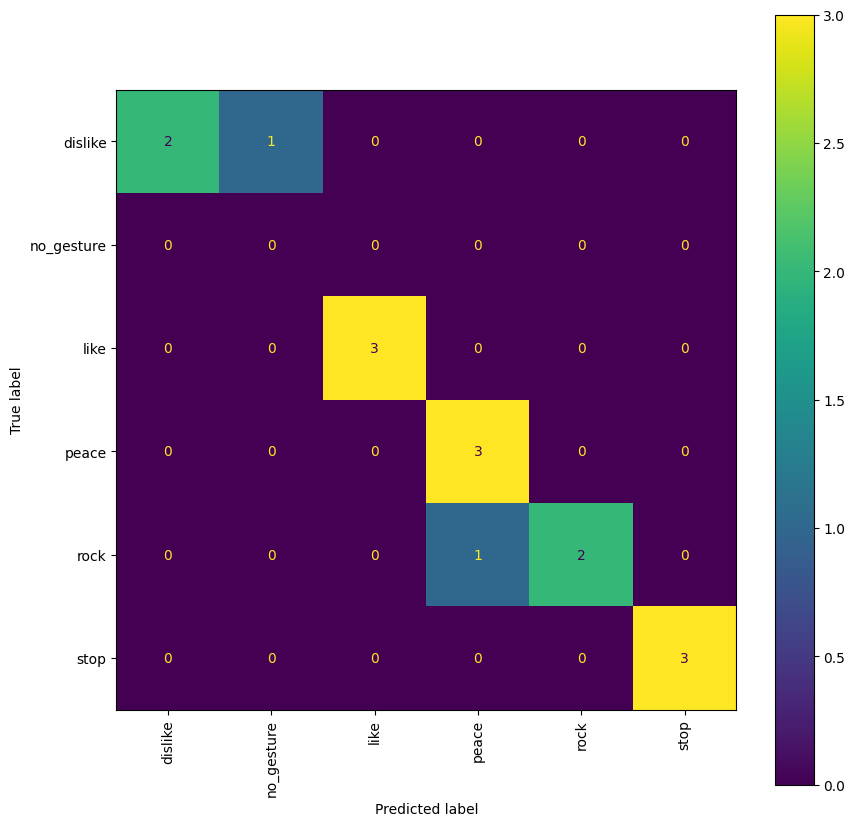 3.0
dislike 2 1 0 0 0 0
2.5
no_gesture 0 0 0 0 0 0
2.0
like 0 0 3 0 0 0
1.5
True label
peace 0 0 0 3 0 0
1.0
rock 0 0 0 1 2 0
0.5
stop 0 0 0 0 0 3
0.0
dislike
no_gesture
like
peace
rock
stop
Predicted label